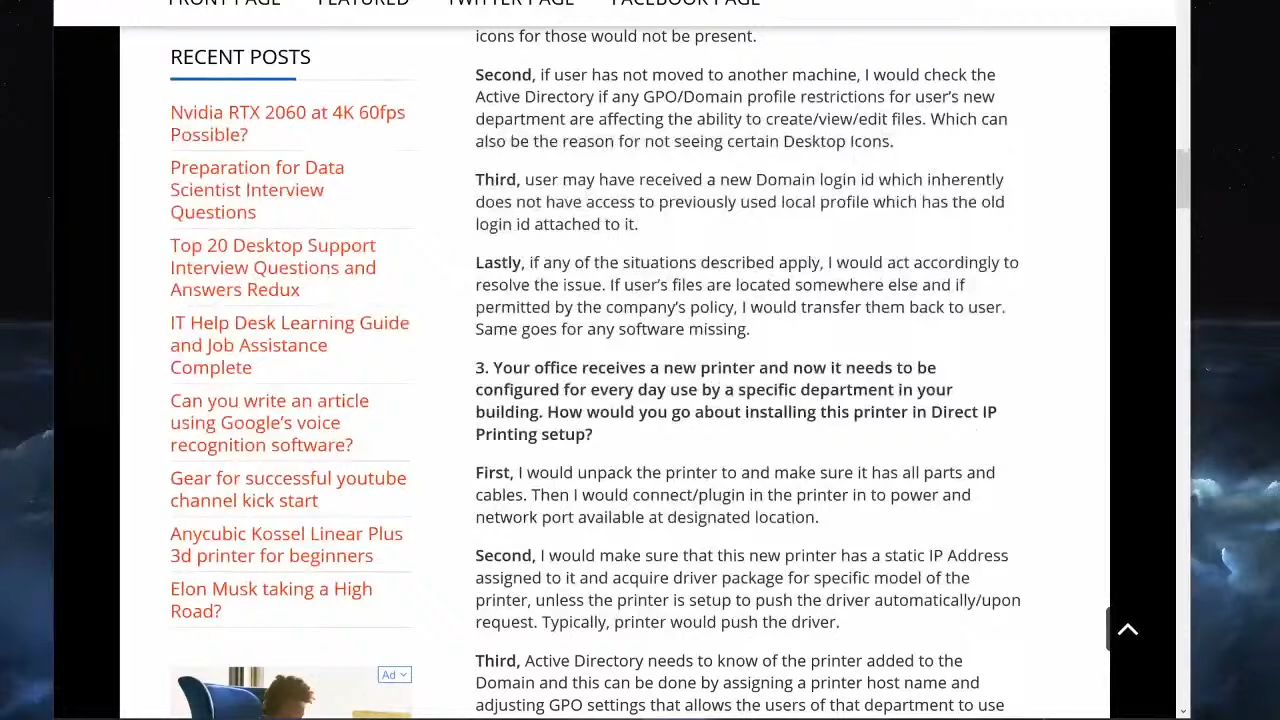 FRONT PAGE FEATURED TWITTER PAGE FACEBOOK PAGE
RECENT POSTS
Nvidia RTX 2060 at 4K 60fps
Possible?
Preparation for Data
Scientist Interview
Questions
Top 20 Desktop Support
Interview Questions and
Answers Redux
IT Help Desk Learning Guide
and Job Assistance
Complete
Can you write an article
using Google's voice
recognition software?
Gear for successful youtube
channel kick start
Anycubic Kossel Linear Plus
3d printer for beginners
Elon Musk taking a High
Road?
Ad
icons for those would not be present.
Second, if user has not moved to another machine, I would check the
Active Directory if any GPO/Domain profile restrictions for user's new
department are affecting the ability to create/view/edit files. Which can
also be the reason for not seeing certain Desktop Icons.
Third, user may have received a new Domain login id which inherently
does not have access to previously used local profile which has the old
login id attached to it.
Lastly, if any of the situations described apply, I would act accordingly to
resolve the issue. If user's files are located somewhere else and if
permitted by the company's policy, I would transfer them back to user.
Same goes for any software missing.
3. Your office receives a new printer and now it needs to be
configured for every day use by a specific department in your
building. How would you go about installing this printer in Direct IP
Printing setup?
First, I would unpack the printer to and make sure it has all parts and
cables. Then I would connect/plugin in the printer in to power and
network port available at designated location.
Second, I would make sure that this new printer has a static IP Address
assigned to it and acquire driver package for specific model of the
printer, unless the printer is setup to push the driver automatically/upon
request. Typically, printer would push the driver.
Third, Active Directory needs to know of the printer added to the
Domain and this can be done by assigning a printer host name and
adjusting GPO settings that allows the users of that department to use